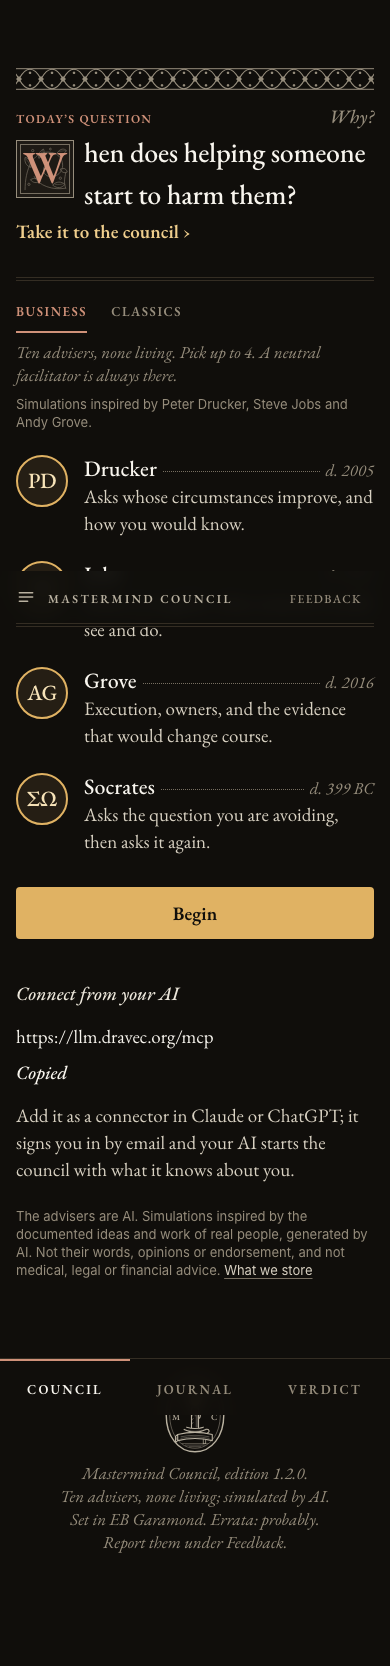 TODAY'S QUESTION
Why?
When does helping someone
start to harm them?
Take it to the council ›
BUSINESS CLASSICS
Ten advisers, none living. Pick up to 4. A neutral
facilitator is always there.
Simulations inspired by Peter Drucker, Steve Jobs and
Andy Grove.
PD
Drucker d. 2005
Asks whose circumstances improve, and
how you would know.
MASTERMIND COUNCIL FEEDBACK
see and do.
AG
Grove d. 2016
Execution, owners, and the evidence
that would change course.
ΣΩ
Socrates d. 399 BC
Asks the question you are avoiding,
then asks it again.
Begin
Connect from your AI
https://llm.dravec.org/mcp
Copied
Add it as a connector in Claude or ChatGPT; it
signs you in by email and your AI starts the
council with what it knows about you.
The advisers are AI. Simulations inspired by the
documented ideas and work of real people, generated by
AI. Not their words, opinions or endorsement, and not
medical, legal or financial advice. What we store
COUNCIL JOURNAL VERDICT
M C
Mastermind Council, edition 1.2.0.
Ten advisers, none living; simulated by AI.
Set in EB Garamond. Errata: probably.
Report them under Feedback.